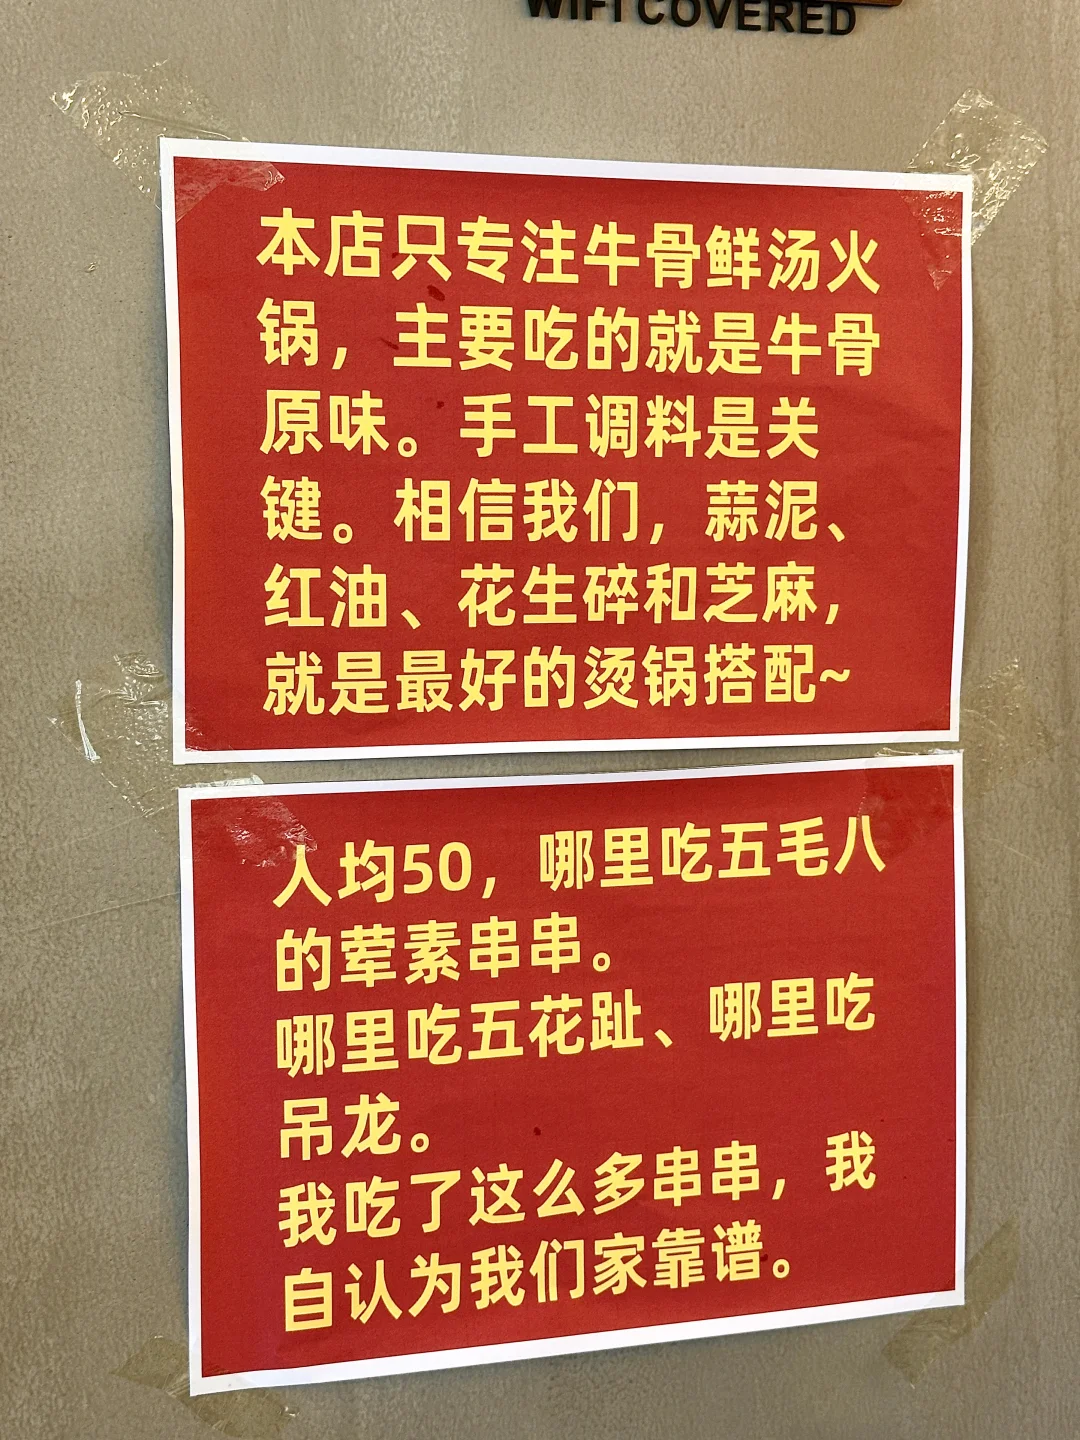 WIFI COVERED
本店只专注牛骨鲜汤火
锅，主要吃的就是牛骨
原味。手工调料是关
键。相信我们，蒜泥、
红油、花生碎和芝麻，
就是最好的烫锅搭配~
人均50，哪里吃五毛八
的荤素串串。
哪里吃五花趾、哪里吃
吊龙。
我吃了这么多串串，我
自认为我们家靠谱。